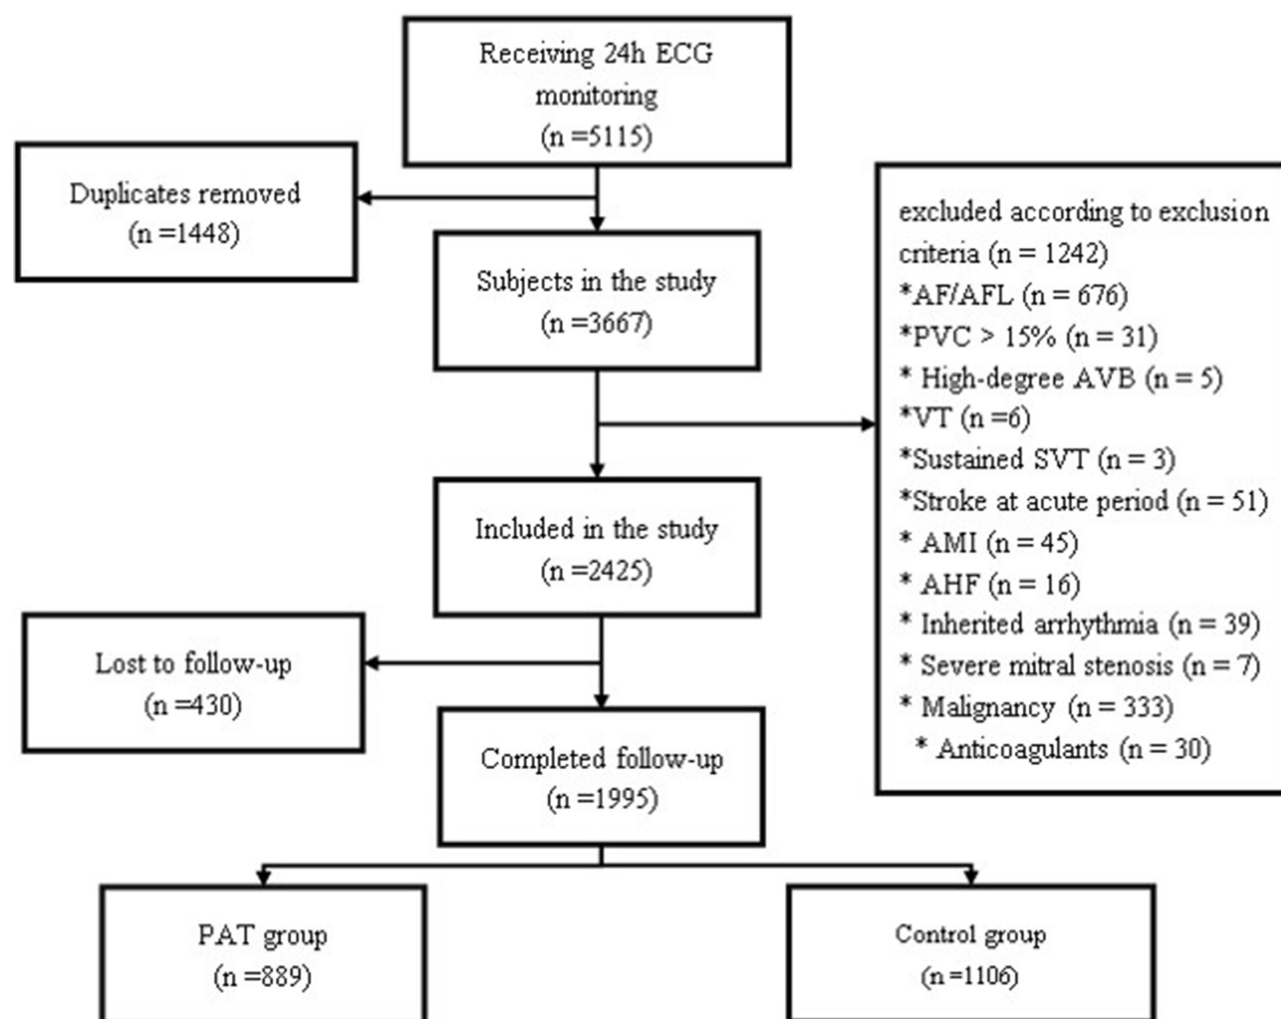 Receiving 24h ECG
monitoring
(n =5115)
Duplicates removed
(n =1448)
Subjects in the study
(n =3667)
excluded according to exclusion
criteria (n = 1242)
*AF/AFL (n = 676)
*PVC > 15% (n = 31)
* High-degree AVB (n = 5)
*VT (n =6)
*Sustained SVT (n = 3)
*Stroke at acute period (n = 51)
* AMI (n = 45)
* AHF (n = 16)
* Inherited arrhythmia (n = 39)
* Severe mitral stenosis (n = 7)
* Malignancy (n = 333)
* Anticoagulants (n = 30)
Included in the study
(n =2425)
Lost to follow-up
(n =430)
Completed follow-up
(n =1995)
PAT group
(n =889)
Control group
(n =1106)